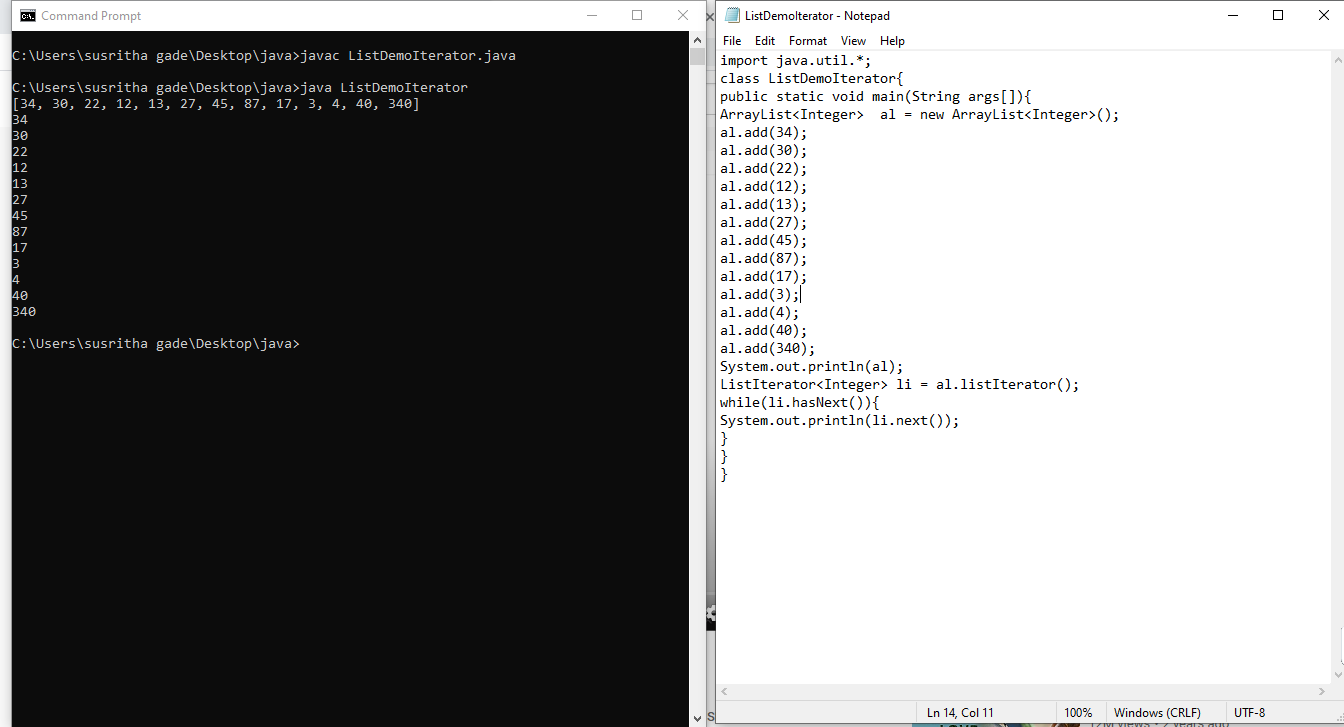 Command Prompt
C:\Users\susritha gade\Desktop\java>javac ListDemoIterator.java
C:\Users\susritha gade\Desktop\java>java ListDemoIterator
[34, 30, 22, 12, 13, 27, 45, 87, 17, 3, 4, 40, 340]
34
30
22
12
13
27
45
87
17
3
4
40
340
C:\Users\susritha gade\Desktop\java>
ListDemoIterator - Notepad
File Edit Format View Help
import java.util.*;
class ListDemoIterator{
public static void main(String args[]){
ArrayList<Integer>  al = new ArrayList<Integer>();
al.add(34);
al.add(30);
al.add(22);
al.add(12);
al.add(13);
al.add(27);
al.add(45);
al.add(87);
al.add(17);
al.add(3);
al.add(4);
al.add(40);
al.add(340);
System.out.println(al);
ListIterator<Integer> li = al.listIterator();
while(li.hasNext()){
System.out.println(li.next());
}
}
}
Ln 14, Col 11 100% Windows (CRLF) UTF-8